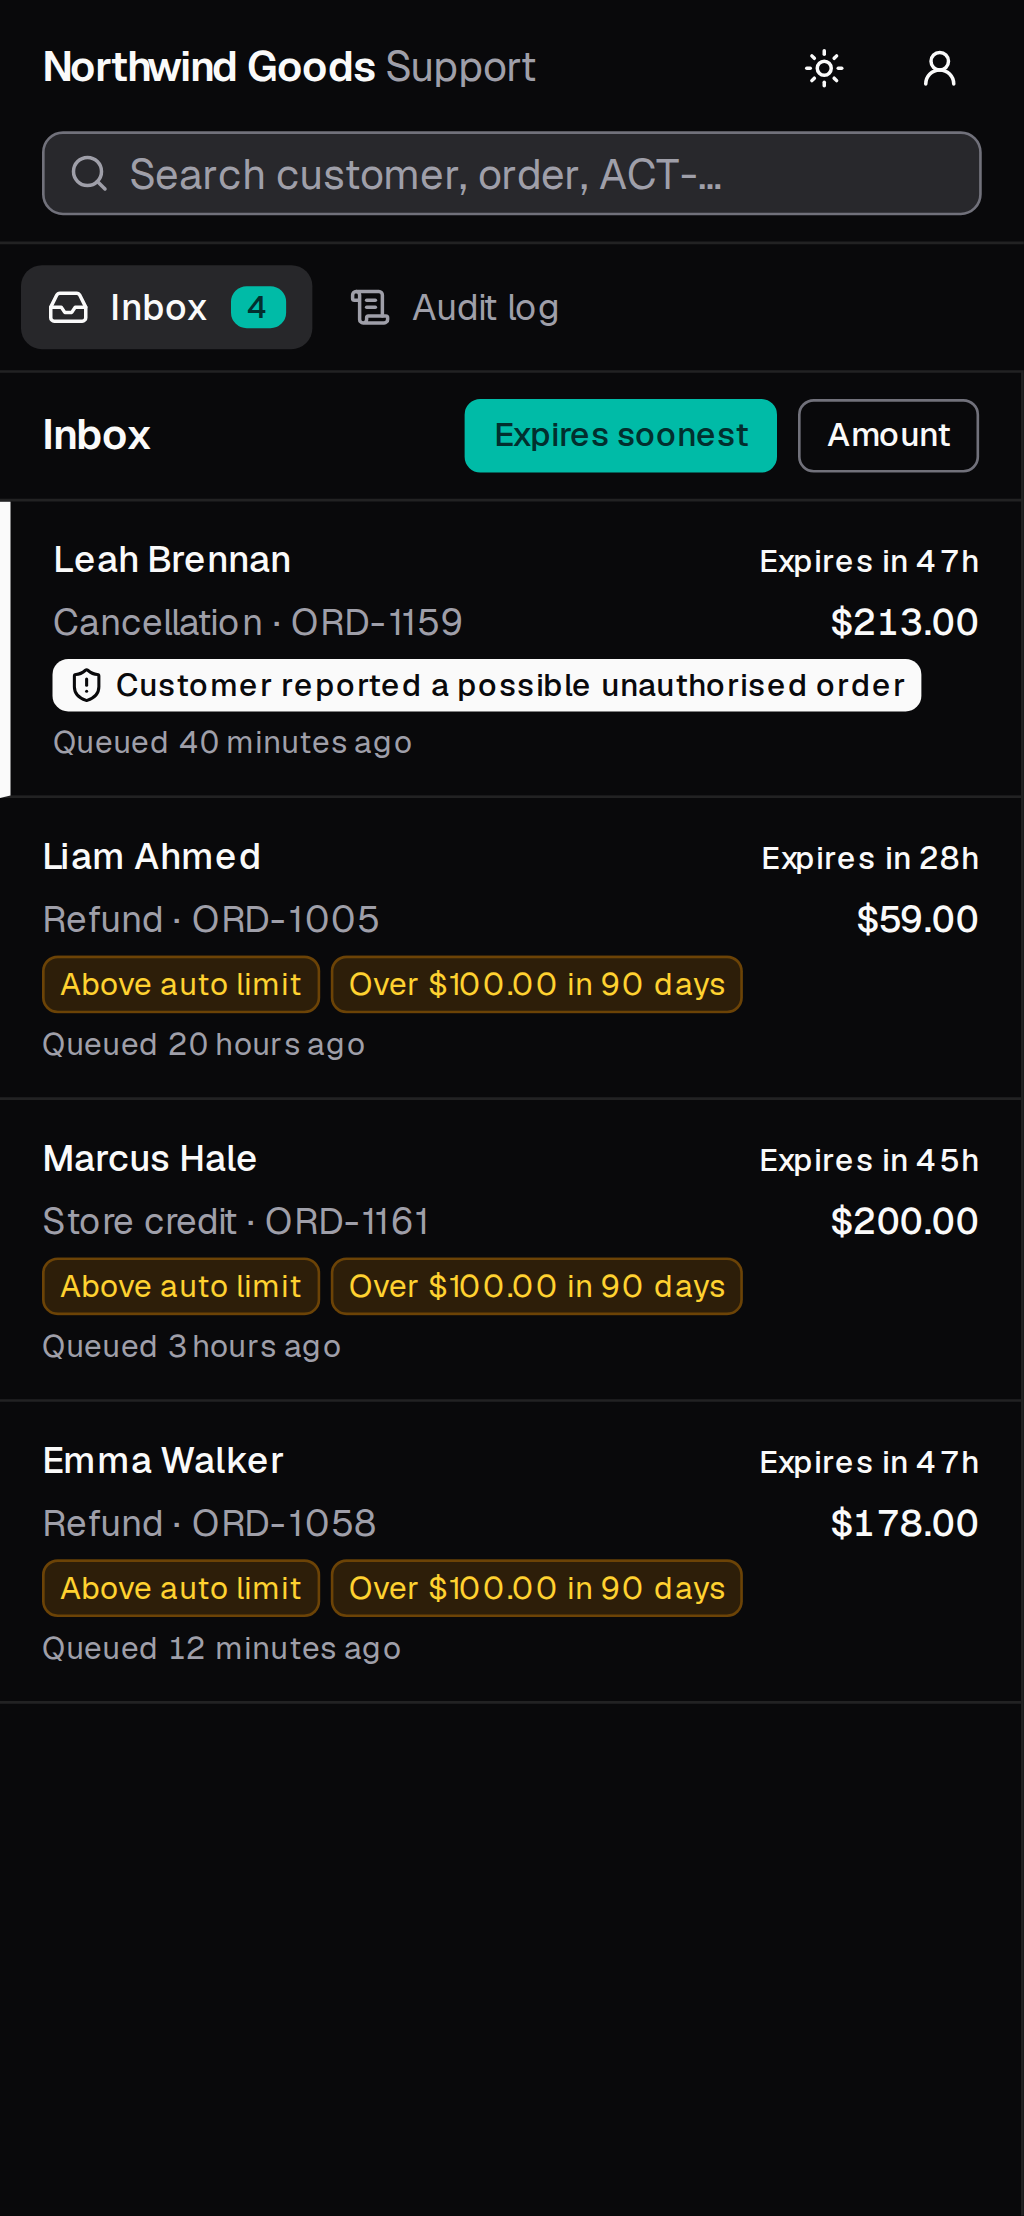 Northwind Goods Support
Search customer, order, ACT-...
Inbox 4 Audit log
Inbox Expires soonest Amount
Leah Brennan Expires in 47h
Cancellation · ORD-1159 $213.00
Customer reported a possible unauthorised order
Queued 40 minutes ago
Liam Ahmed Expires in 28h
Refund · ORD-1005 $59.00
Above auto limit Over $100.00 in 90 days
Queued 20 hours ago
Marcus Hale Expires in 45h
Store credit · ORD-1161 $200.00
Above auto limit Over $100.00 in 90 days
Queued 3 hours ago
Emma Walker Expires in 47h
Refund · ORD-1058 $178.00
Above auto limit Over $100.00 in 90 days
Queued 12 minutes ago